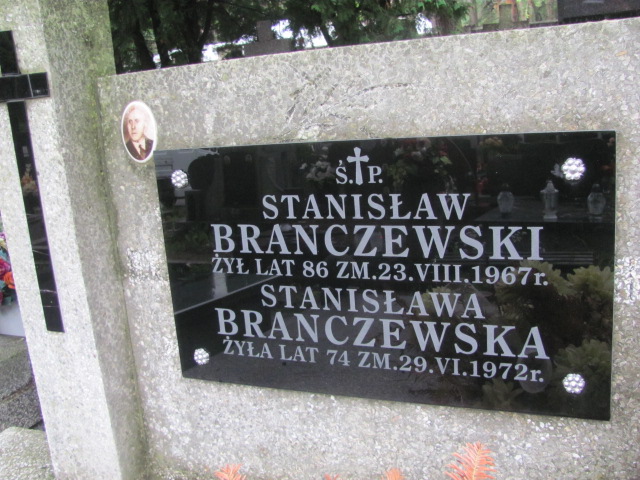 Ś.P.
STANISŁAW
BRANCZEWSKI
ŻYŁ LAT 86 ZM.23.VIII.1967r.
STANISŁAWA
BRANCZEWSKA
ŻYŁA LAT 74 ZM.29.VI.1972r.